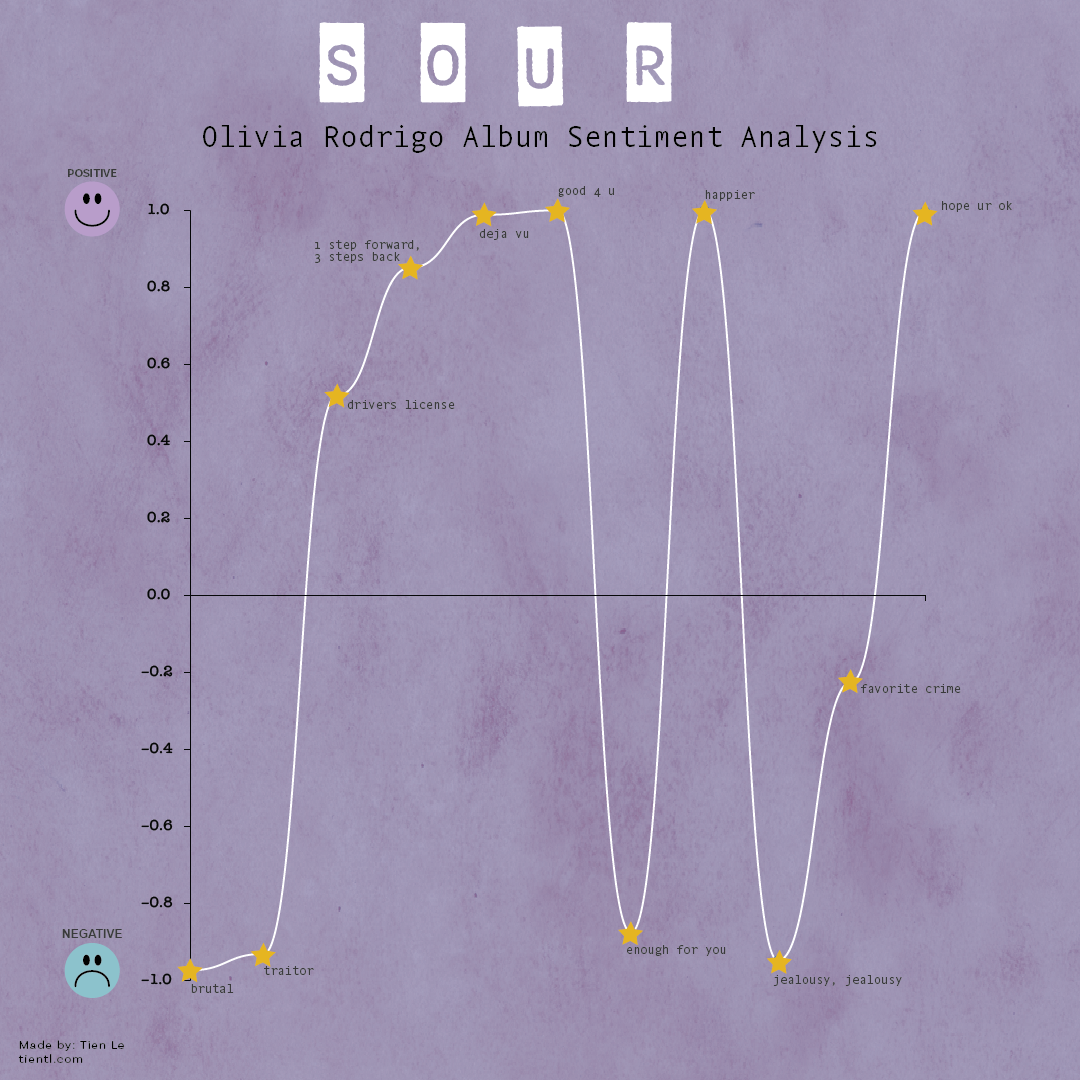 S O U R
Olivia Rodrigo Album Sentiment Analysis
POSITIVE
good 4 u
happier
hope ur ok
1.0
deja vu
1 step forward,
3 steps back
0.8
0.6
drivers license
0.4
0.2
0.0
-0.2
favorite crime
-0.4
-0.6
-0.8
NEGATIVE
enough for you
traitor
-1.0
jealousy, jealousy
brutal
Made by: Tien Le
tientl.com